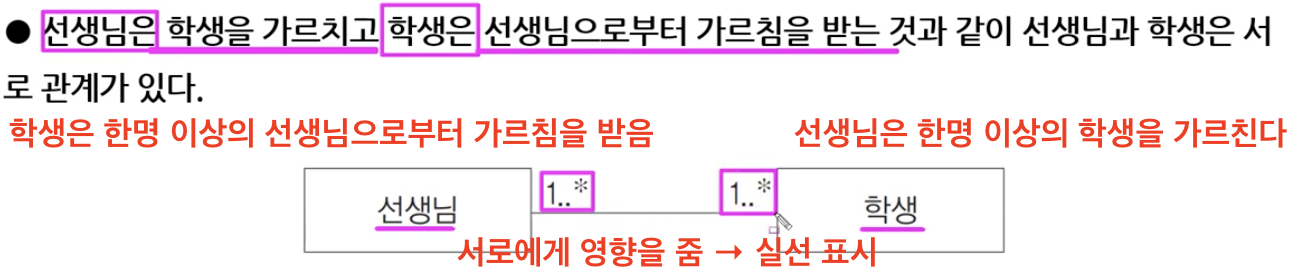 ● 선생님은 학생을 가르치고 학생은 선생님으로부터 가르침을 받는 것과 같이 선생님과 학생은 서
로 관계가 있다.
학생은 한명 이상의 선생님으로부터 가르침을 받음
선생님은 한명 이상의 학생을 가르친다
선생님
1..*
1..*
학생
서로에게 영향을 줌 → 실선 표시